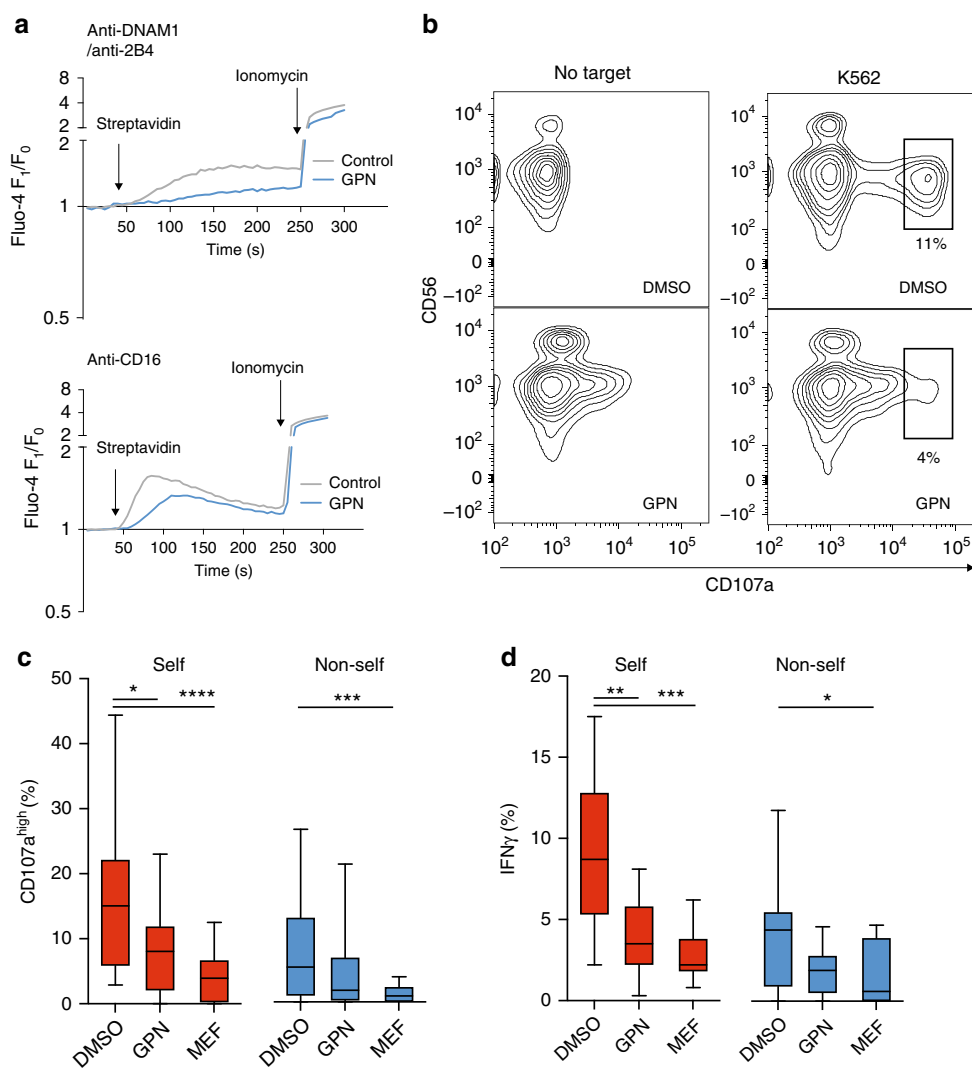 a
Anti-DNAM1
/anti-2B4
8
4
2
2
1
0.5
Fluo-4 F1/F0
Streptavidin
Ionomycin
Control
GPN
50 100 150 200 250 300
Time (s)
Anti-CD16
8
4
2
2
1
0.5
Fluo-4 F1/F0
Streptavidin
Ionomycin
Control
GPN
50 100 150 200 250 300
Time (s)
b
No target
K562
10^4
10^3
10^2
0
−10^2
DMSO
10^4
10^3
10^2
0
−10^2
11%
DMSO
CD56
10^4
10^3
10^2
0
−10^2
GPN
10^4
10^3
10^2
0
−10^2
4%
GPN
10^2 10^3 10^4 10^5
10^2 10^3 10^4 10^5
CD107a
c
Self
Non-self
50
40
30
20
10
0
CD107a^high (%)
* ****
***
DMSO GPN MEF
DMSO GPN MEF
d
Self
Non-self
20
15
10
5
0
IFNγ (%)
** ***
*
DMSO GPN MEF
DMSO GPN MEF